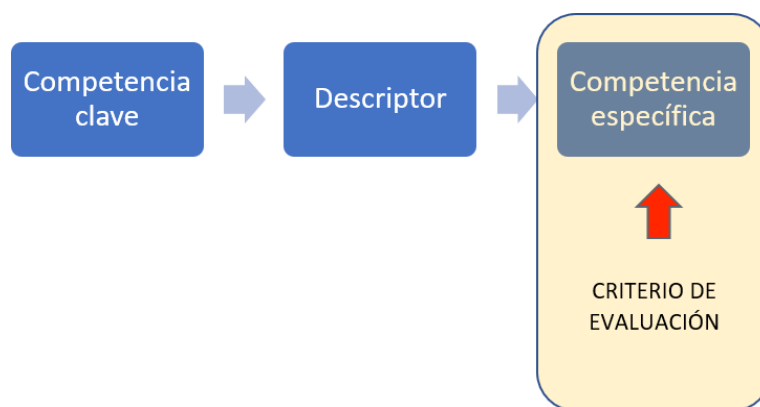 Competencia
clave
Descriptor
Competencia
específica
CRITERIO DE
EVALUACIÓN